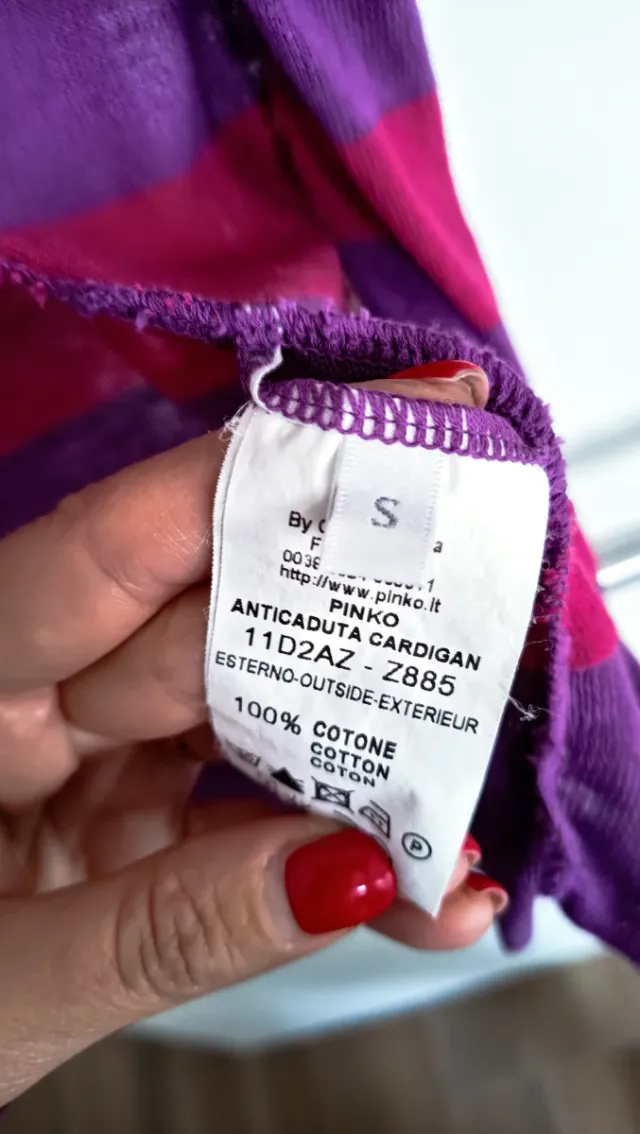 S
By
a
http://www.pinko.it
PINKO
ANTICADUTA CARDIGAN
11D2AZ - Z885
ESTERNO-OUTSIDE-EXTERIEUR
100% COTONE
COTTON
COTON
P